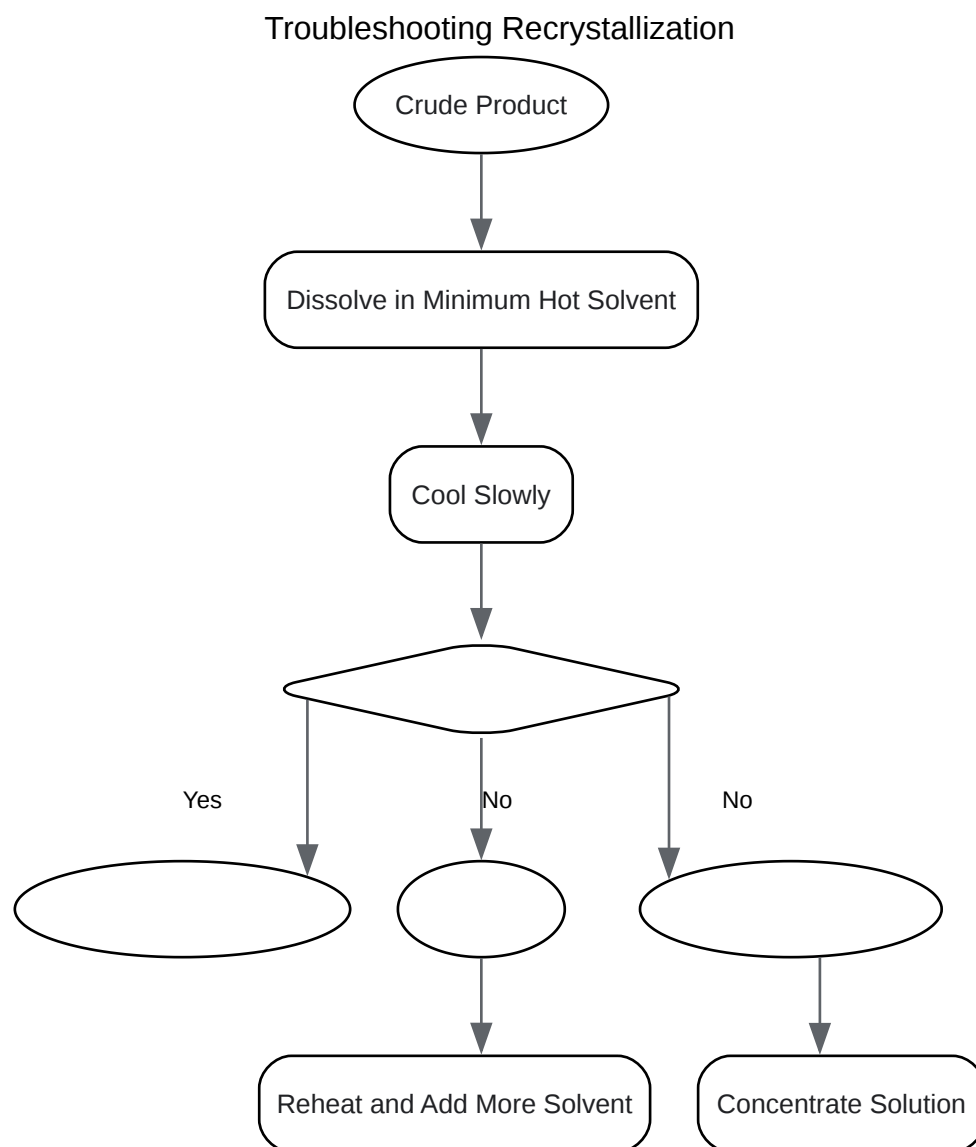 Troubleshooting Recrystallization
Crude Product
Dissolve in Minimum Hot Solvent
Cool Slowly
Yes
No
No
Reheat and Add More Solvent
Concentrate Solution